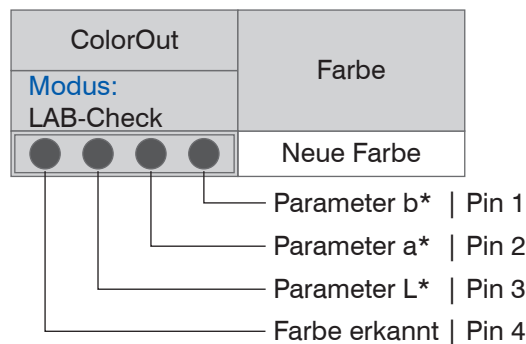 ColorOut
Modus:
LAB-Check
Farbe
Neue Farbe
Parameter b* | Pin 1
Parameter a* | Pin 2
Parameter L* | Pin 3
Farbe erkannt | Pin 4